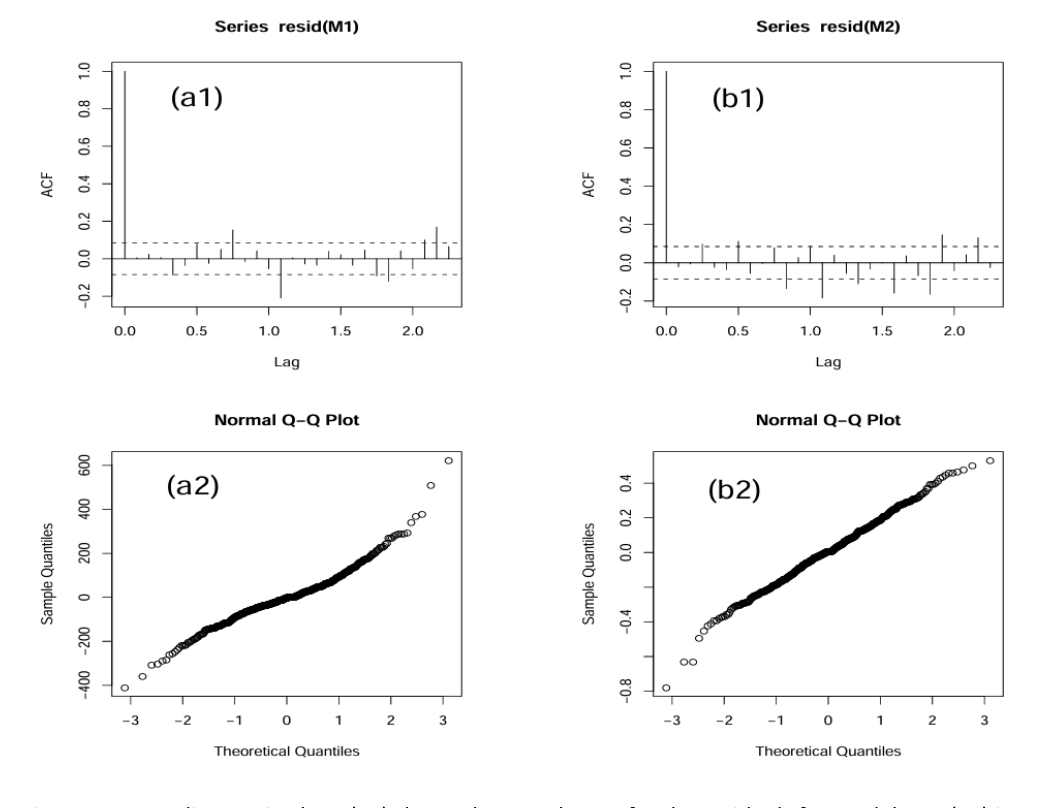 Series resid(M1)
(a1)
ACF
1.0
0.8
0.6
0.4
0.2
0.0
−0.2
0.0 0.5 1.0 1.5 2.0
Lag
Series resid(M2)
(b1)
ACF
1.0
0.8
0.6
0.4
0.2
0.0
−0.2
0.0 0.5 1.0 1.5 2.0
Lag
Normal Q−Q Plot
(a2)
Sample Quantiles
600
400
200
0
−200
−400
−3 −2 −1 0 1 2 3
Theoretical Quantiles
Normal Q−Q Plot
(b2)
Sample Quantiles
0.4
0.2
0.0
−0.4
−0.8
−3 −2 −1 0 1 2 3
Theoretical Quantiles